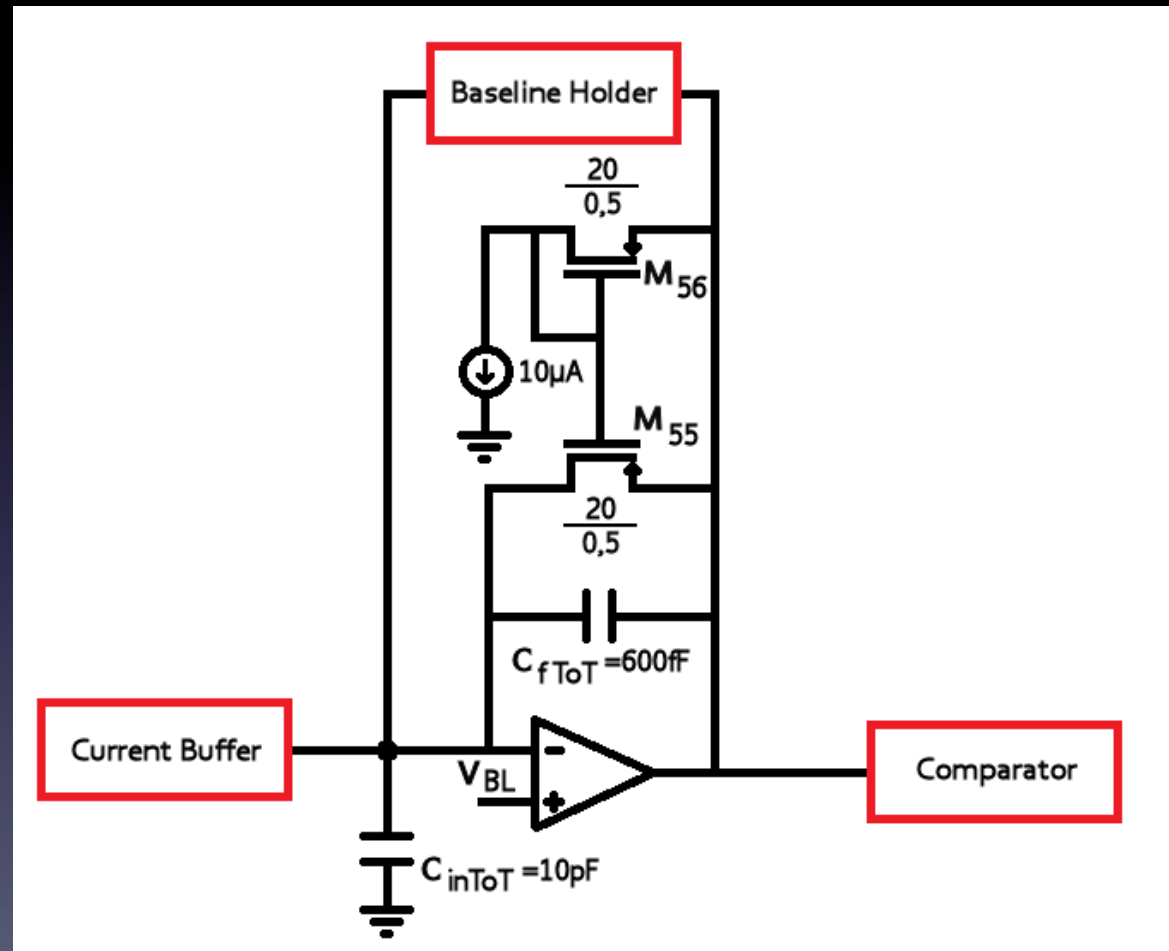 Baseline Holder
20
0,5
M56
10µA
M55
20
0,5
CfToT=600fF
Current Buffer
VBL
-
+
Comparator
CinToT=10pF